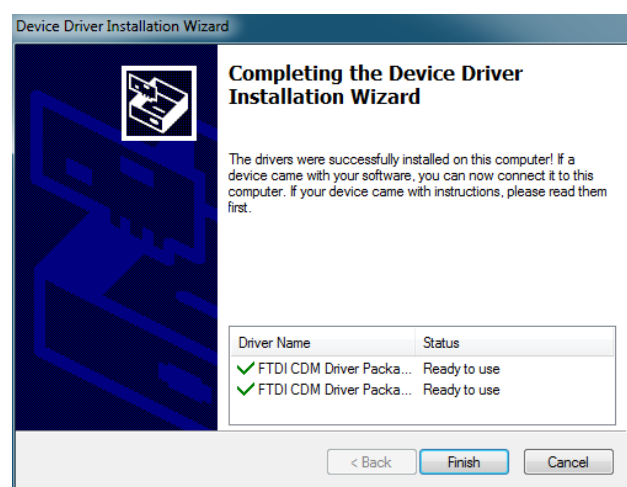 Device Driver Installation Wizard
Completing the Device Driver
Installation Wizard
The drivers were successfully installed on this computer! If a
device came with your software, you can now connect it to this
computer. If your device came with instructions, please read them
first.
Driver Name Status
FTDI CDM Driver Packa... Ready to use
FTDI CDM Driver Packa... Ready to use
< Back Finish Cancel